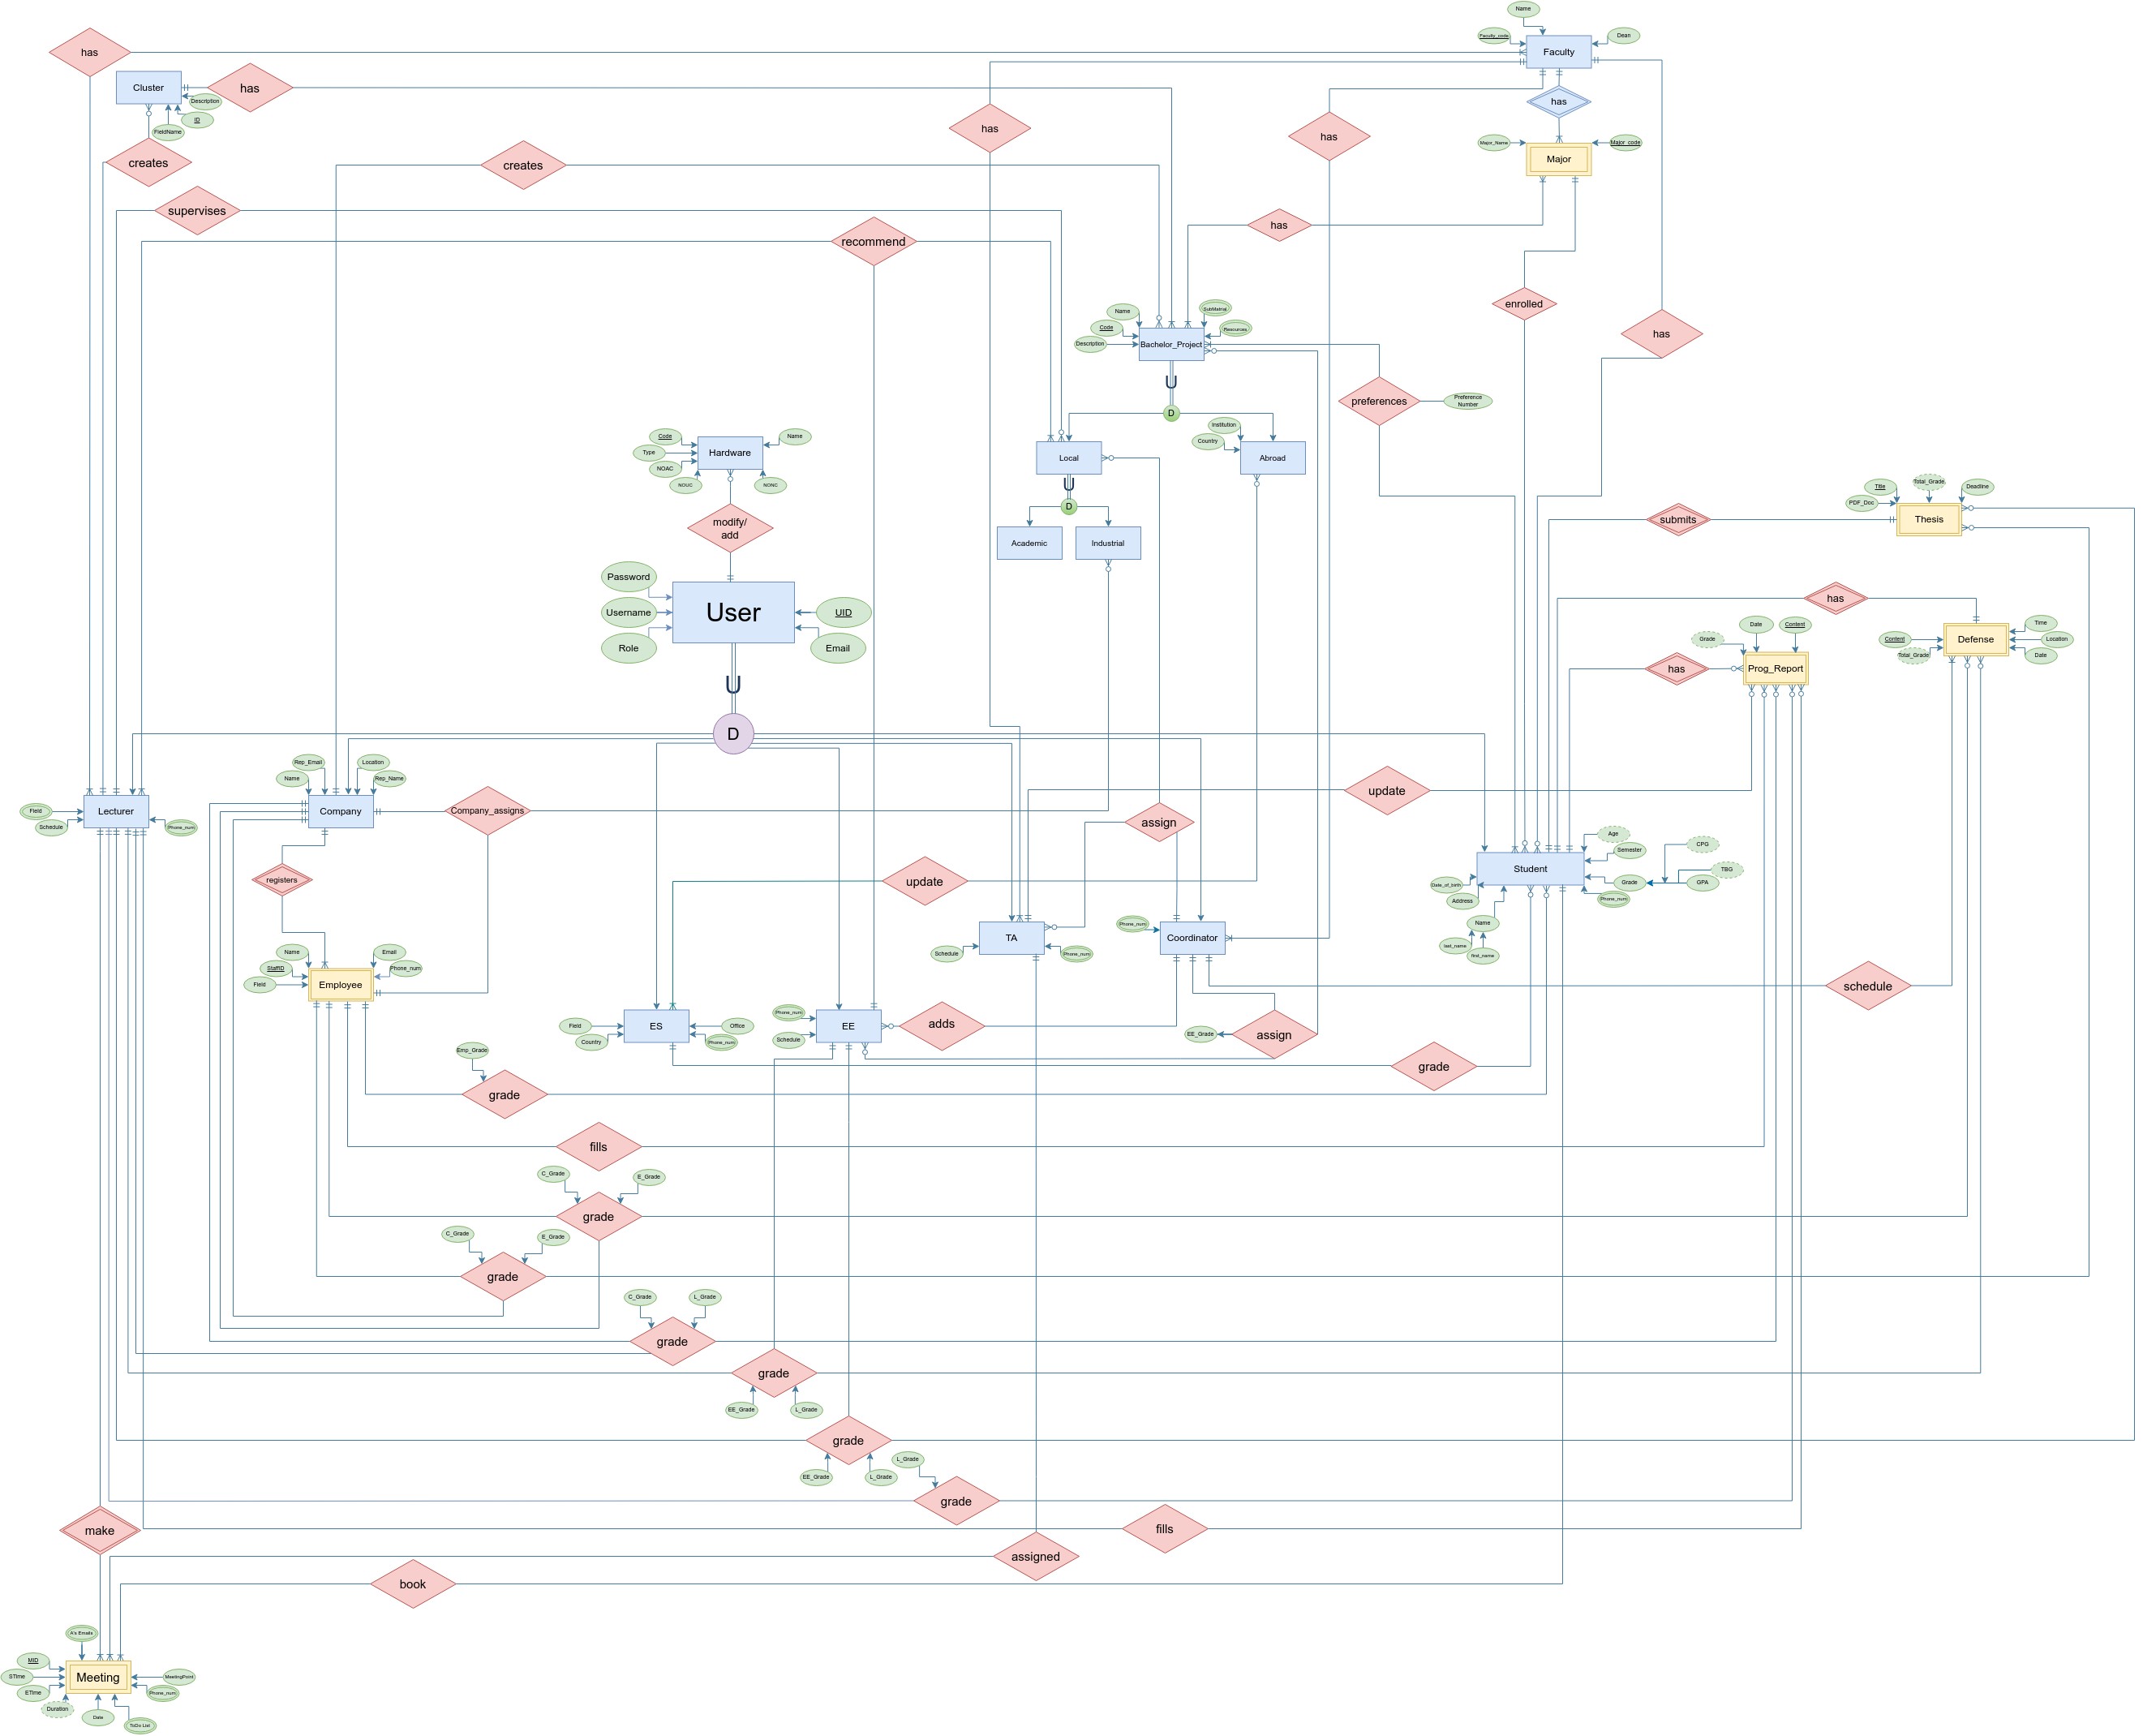 Name
has
Faculty_code
Dean
Faculty
Cluster
has
Description
ID
FieldName
has
has
has
Major_Name
Major_code
Major
creates
creates
supervises
has
recommend
enrolled
has
Name
Code
Description
Resources
Bachelor_Project
U
D
preferences
Preference
Number
Institution
Country
Local
Abroad
U
D
Academic
Industrial
Code
Name
Type
NOAC
NOUC
NONC
Hardware
modify/
add
Password
Username
Role
User
UID
Email
U
D
Title
Total_Grade
Deadline
PDF_Doc
Thesis
submits
has
Grade
Date
Content
Prog_Report
has
Content
Total_Grade
Time
Location
Date
Defense
Field
Schedule
Lecturer
Phone_num
Rep_Email
Location
Name
Rep_Name
Company
Company_assigns
update
assign
registers
update
Age
Semester
CPG
TBG
Grade
GPA
Phone_num
Student
Date_of_birth
Address
Name
last_name
first_name
Schedule
TA
Phone_num
Phone_num
Coordinator
Name
Email
StaffID
Phone_num
Field
Employee
schedule
Field
Country
ES
Office
Phone_num
Phone_num
Schedule
EE
adds
EE_Grade
assign
Emp_Grade
grade
grade
fills
C_Grade
E_Grade
grade
C_Grade
E_Grade
grade
C_Grade
L_Grade
grade
grade
EE_Grade
L_Grade
grade
EE_Grade
L_Grade
L_Grade
grade
make
fills
assigned
book
A's Emails
MID
STime
ETime
Duration
Date
ToDo List
Meeting
MeetingPoint
Phone_num